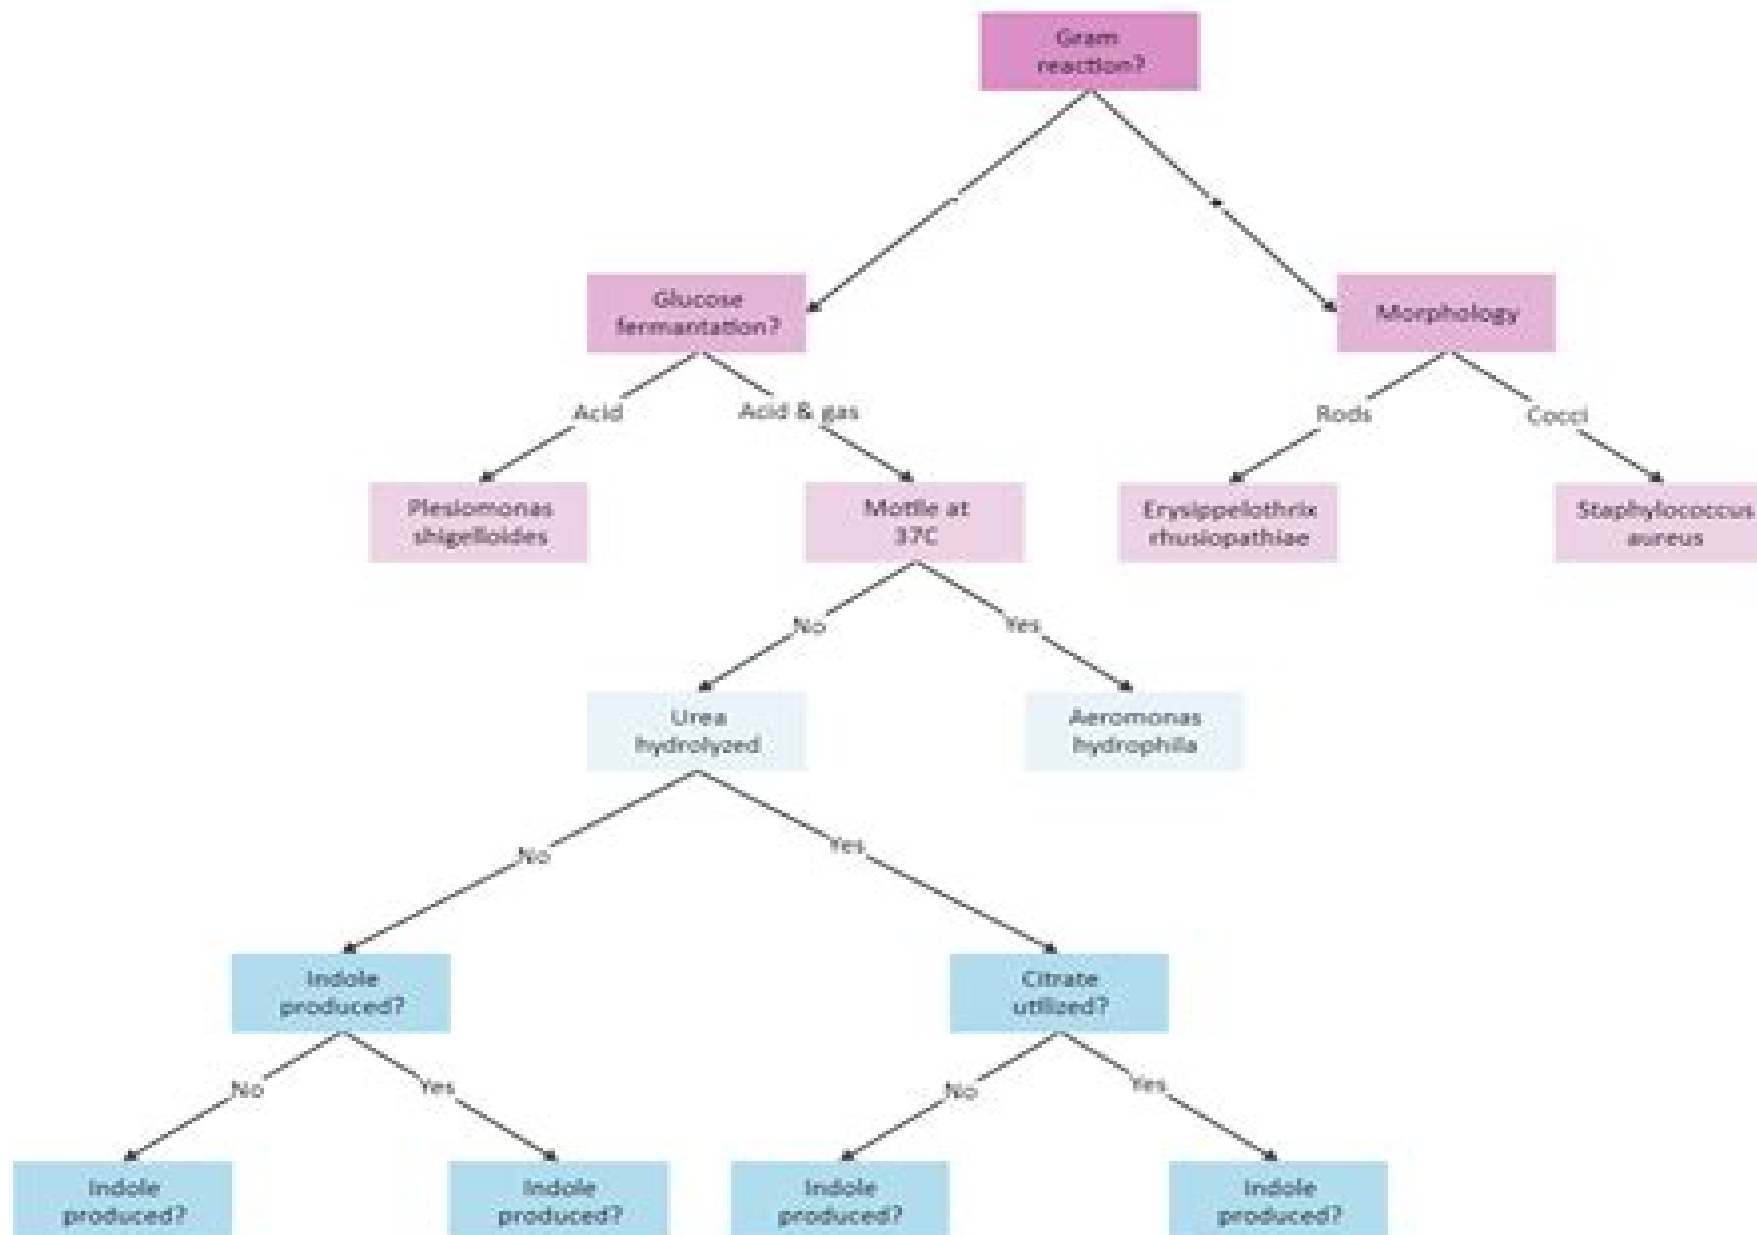 Gram
reaction?
Glucose
fermantation?
Morphology
Acid
Acid & gas
Rods
Cocci
Plesiomonas
shigelloides
Motile at
37C
Erysippelothrix
rhusiopathiae
Staphylococcus
aureus
No
Yes
Urea
hydrolyzed
Aeromonas
hydrophila
No
Yes
Indole
produced?
Citrate
utilized?
No
Yes
No
Yes
Indole
produced?
Indole
produced?
Indole
produced?
Indole
produced?